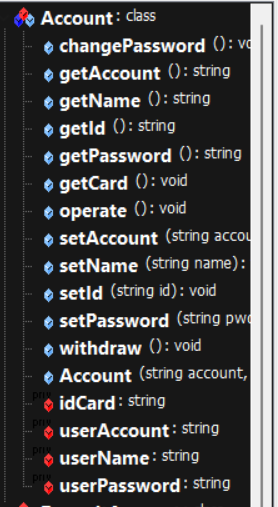 Account : class
changePassword () : vo
getAccount () : string
getName () : string
getId () : string
getPassword () : string
getCard () : void
operate () : void
setAccount (string accou
setName (string name) :
setId (string id) : void
setPassword (string pwd
withdraw () : void
Account (string account,
idCard : string
userAccount : string
userName : string
userPassword : string